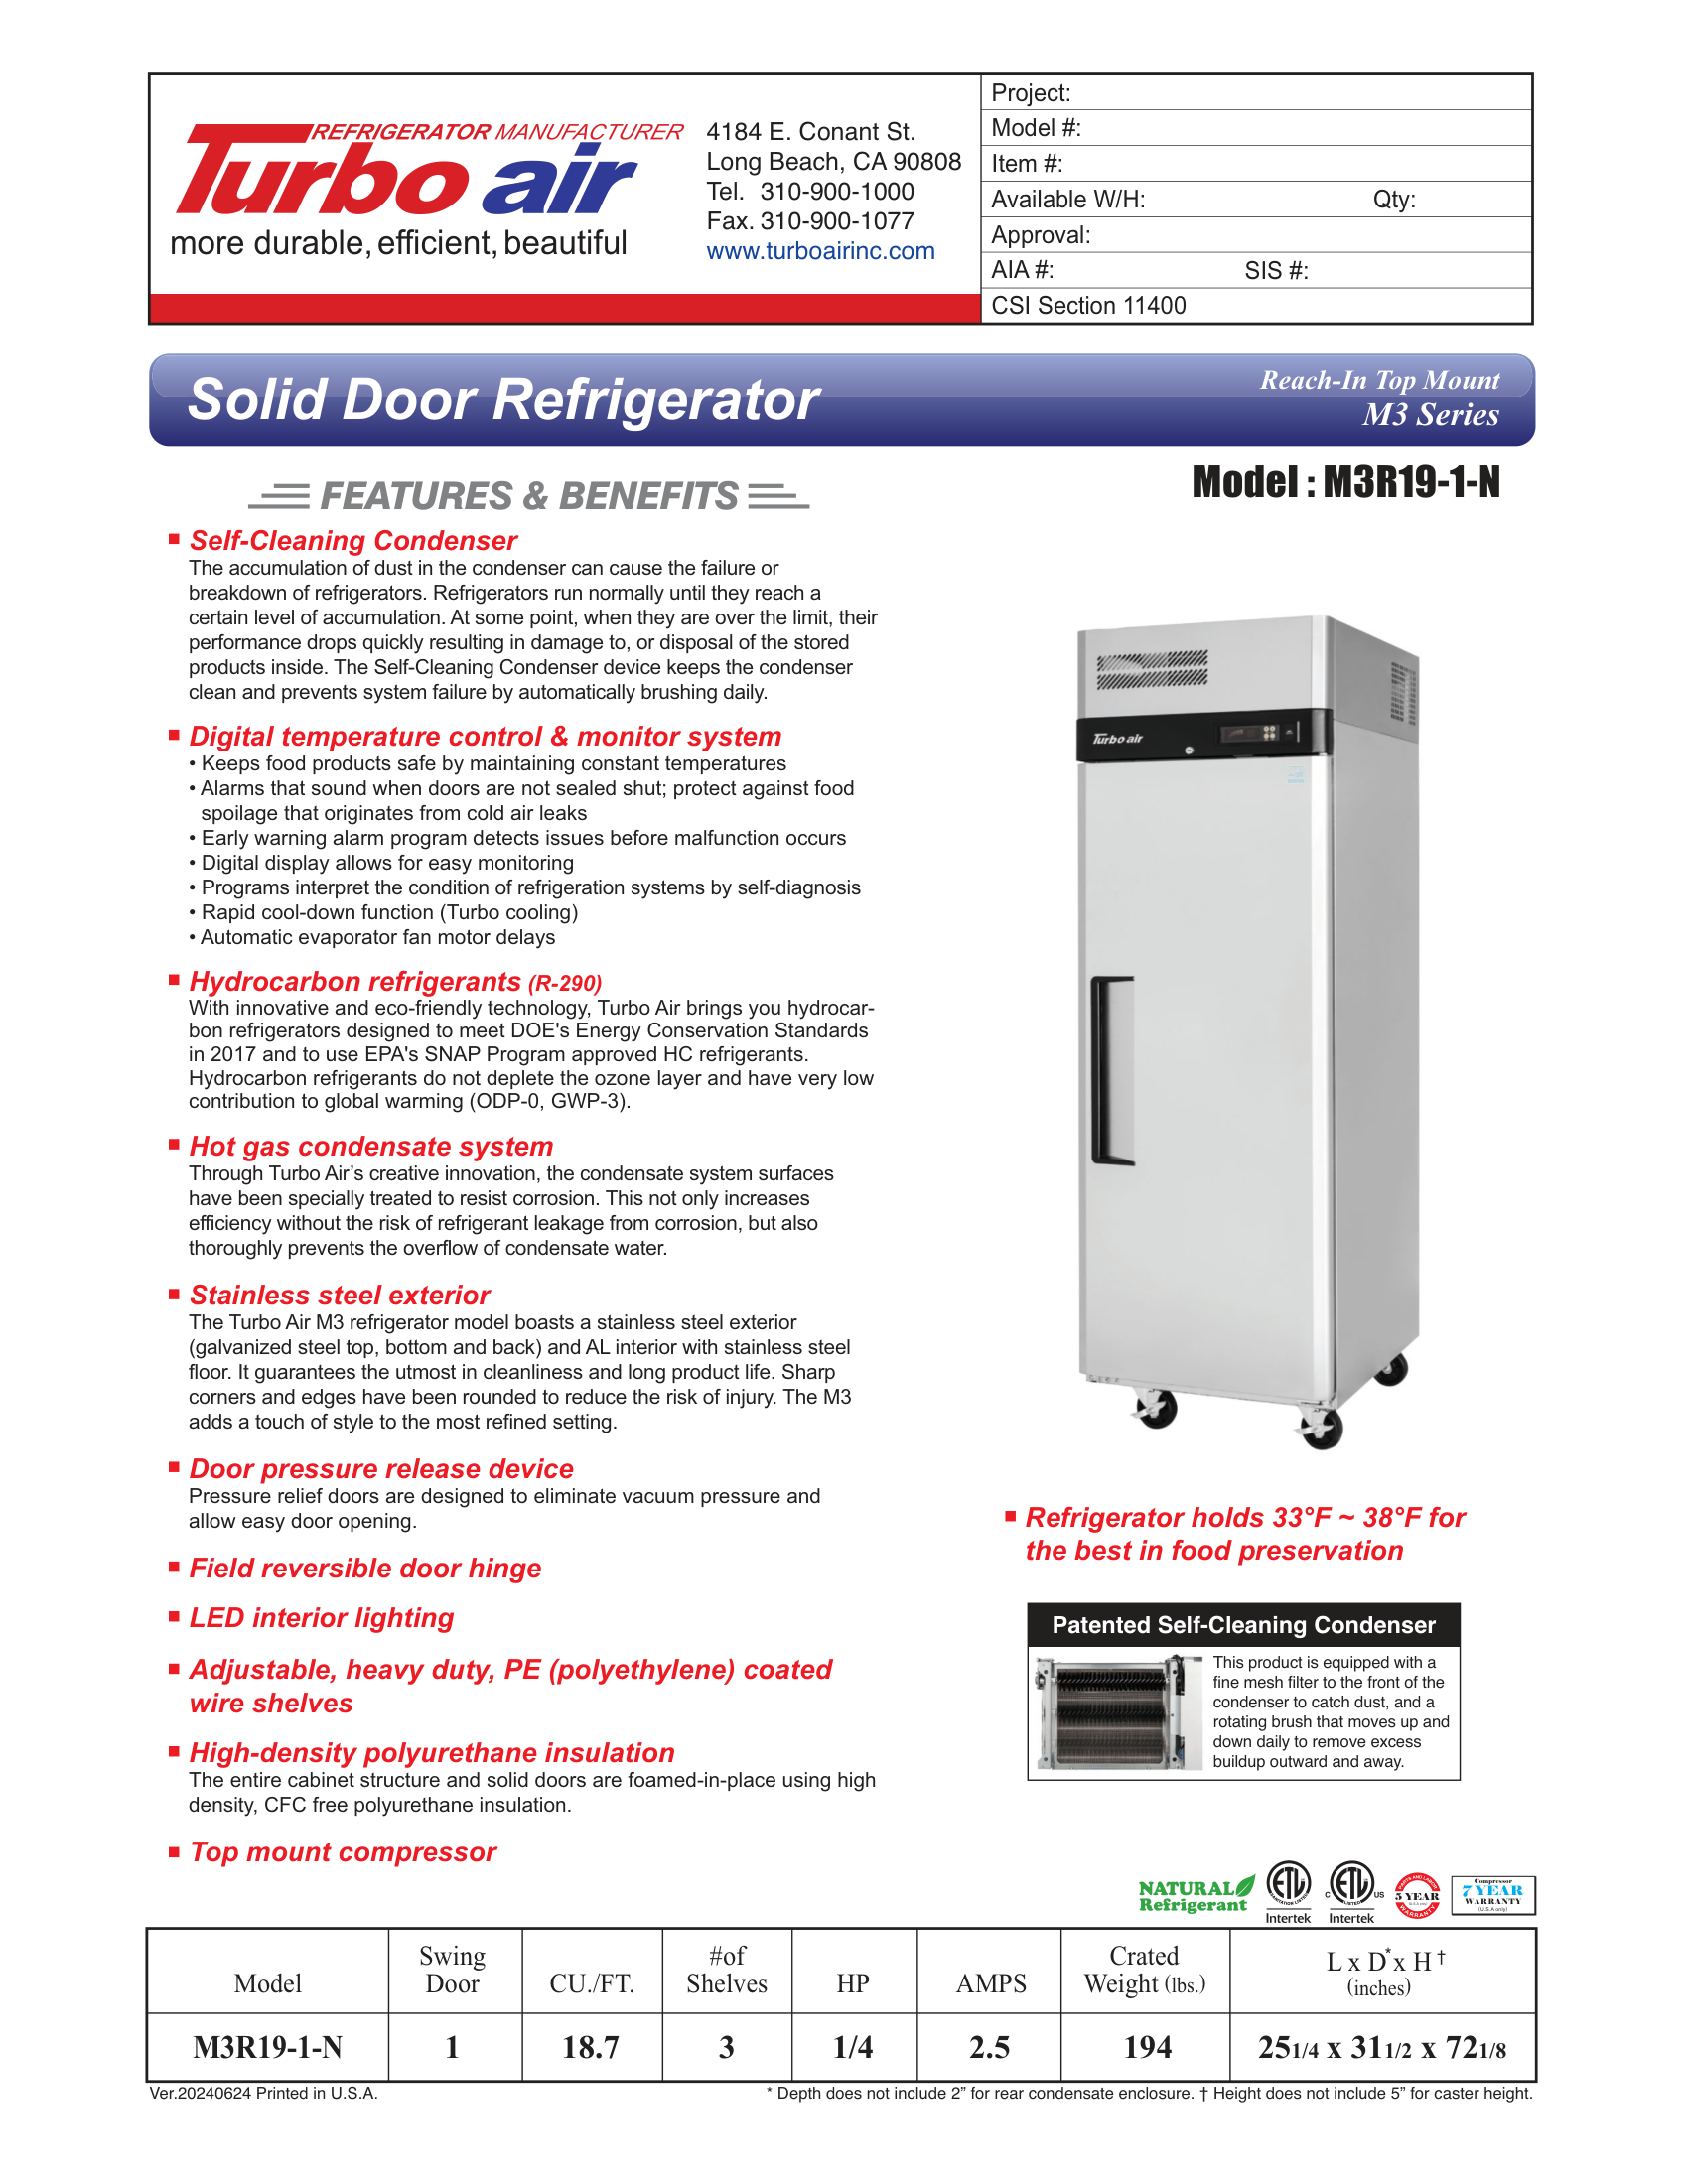 REFRIGERATOR MANUFACTURER
Turbo air
more durable, efficient, beautiful
4184 E. Conant St.
Long Beach, CA 90808
Tel. 310-900-1000
Fax. 310-900-1077
www.turboairinc.com
Project:
Model #:
Item #:
Available W/H: Qty:
Approval:
AIA #: SIS #:
CSI Section 11400
Solid Door Refrigerator
Reach-In Top Mount
M3 Series
FEATURES & BENEFITS
Model : M3R19-1-N
Self-Cleaning Condenser
The accumulation of dust in the condenser can cause the failure or
breakdown of refrigerators. Refrigerators run normally until they reach a
certain level of accumulation. At some point, when they are over the limit, their
performance drops quickly resulting in damage to, or disposal of the stored
products inside. The Self-Cleaning Condenser device keeps the condenser
clean and prevents system failure by automatically brushing daily.
Digital temperature control & monitor system
• Keeps food products safe by maintaining constant temperatures
• Alarms that sound when doors are not sealed shut; protect against food
spoilage that originates from cold air leaks
• Early warning alarm program detects issues before malfunction occurs
• Digital display allows for easy monitoring
• Programs interpret the condition of refrigeration systems by self-diagnosis
• Rapid cool-down function (Turbo cooling)
• Automatic evaporator fan motor delays
Hydrocarbon refrigerants (R-290)
With innovative and eco-friendly technology, Turbo Air brings you hydrocar-
bon refrigerators designed to meet DOE's Energy Conservation Standards
in 2017 and to use EPA's SNAP Program approved HC refrigerants.
Hydrocarbon refrigerants do not deplete the ozone layer and have very low
contribution to global warming (ODP-0, GWP-3).
Hot gas condensate system
Through Turbo Air’s creative innovation, the condensate system surfaces
have been specially treated to resist corrosion. This not only increases
efficiency without the risk of refrigerant leakage from corrosion, but also
thoroughly prevents the overflow of condensate water.
Stainless steel exterior
The Turbo Air M3 refrigerator model boasts a stainless steel exterior
(galvanized steel top, bottom and back) and AL interior with stainless steel
floor. It guarantees the utmost in cleanliness and long product life. Sharp
corners and edges have been rounded to reduce the risk of injury. The M3
adds a touch of style to the most refined setting.
Door pressure release device
Pressure relief doors are designed to eliminate vacuum pressure and
allow easy door opening.
Field reversible door hinge
LED interior lighting
Adjustable, heavy duty, PE (polyethylene) coated
wire shelves
High-density polyurethane insulation
The entire cabinet structure and solid doors are foamed-in-place using high
density, CFC free polyurethane insulation.
Top mount compressor
Turbo air
Refrigerator holds 33°F ~ 38°F for
the best in food preservation
Patented Self-Cleaning Condenser
This product is equipped with a
fine mesh filter to the front of the
condenser to catch dust, and a
rotating brush that moves up and
down daily to remove excess
buildup outward and away.
NATURAL
Refrigerant
ETL
SANITATION LISTED
Intertek
C ETL US
LISTED
Intertek
PARTS AND LABOR
5 YEAR
(U.S.A only)
WARRANTY
Compressor
7 YEAR
WARRANTY
(U.S.A only)
Model Swing Door CU./FT. #of Shelves HP AMPS Crated Weight (lbs.) L x D* x H† (inches)
M3R19-1-N 1 18.7 3 1/4 2.5 194 25 1/4 x 31 1/2 x 72 1/8
Ver.20240624 Printed in U.S.A.
* Depth does not include 2” for rear condensate enclosure. † Height does not include 5” for caster height.